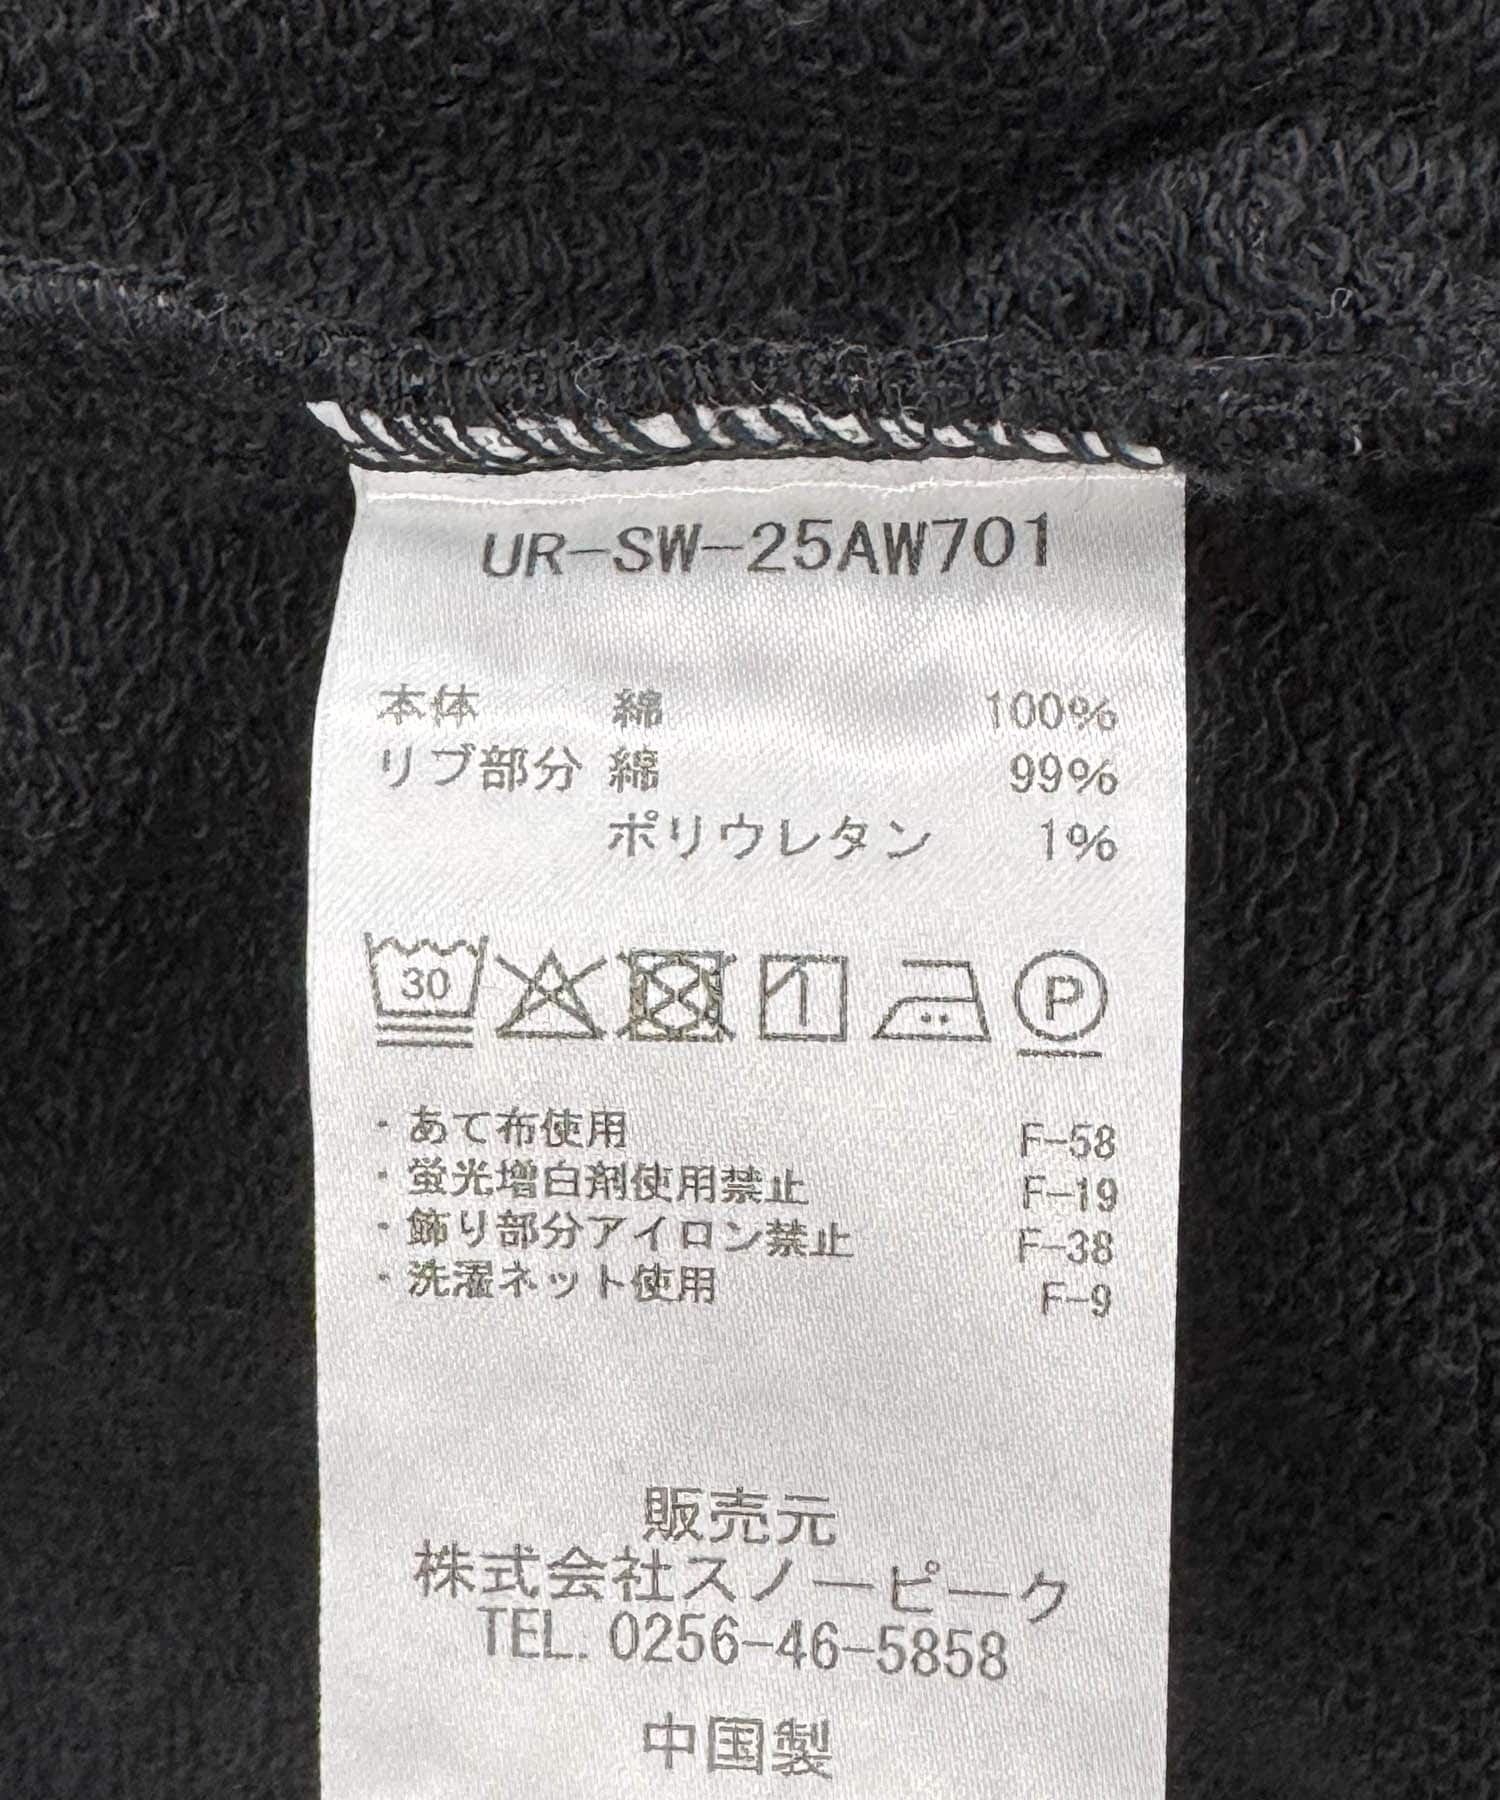 UR-SW-25AW701
本体 綿 100%
リブ部分 綿 99%
ポリウレタン 1%
30
P
・あて布使用 F-58
・蛍光増白剤使用禁止 F-19
・飾り部分アイロン禁止 F-38
・洗濯ネット使用 F-9
販売元
株式会社スノーピーク
TEL. 0256-46-5858
中国製